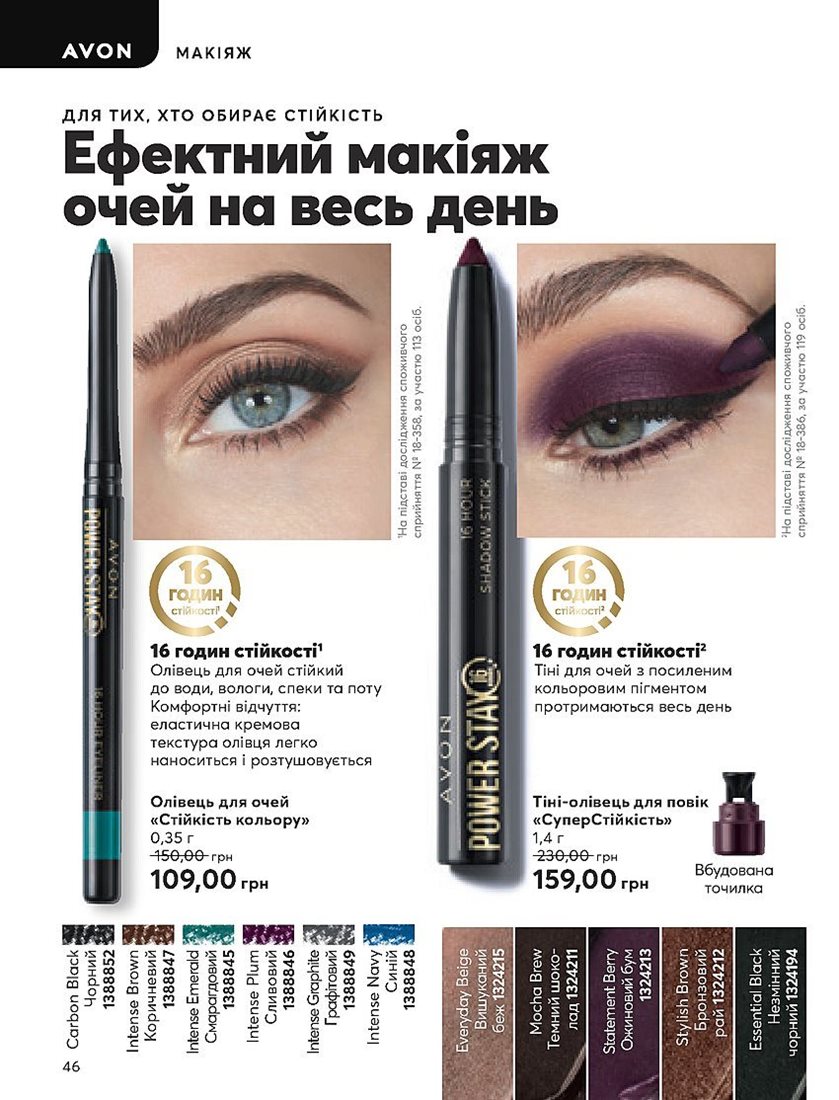 AVON
МАКІЯЖ
ДЛЯ ТИХ, ХТО ОБИРАЄ СТІЙКІСТЬ
Ефектний макіяж
очей на весь день
¹На підставі дослідження споживчого
сприйняття № 18-358, за участю 113 осіб.
²На підставі дослідження споживчого
сприйняття № 18-386, за участю 119 осіб.
AVON
POWER STAY 16
16 HOUR EYELINER
16 HOUR
SHADOW STICK
AVON
POWER STAY 16
16
ГОДИН
СТІЙКОСТІ¹
16 годин стійкості¹
Олівець для очей стійкий
до води, вологи, спеки та поту
Комфортні відчуття:
еластична кремова
текстура олівця легко
наноситься і розтушовується
Олівець для очей
«Стійкість кольору»
0,35 г
150,00 грн
109,00 грн
16
ГОДИН
СТІЙКОСТІ²
16 годин стійкості²
Тіні для очей з посиленим
кольоровим пігментом
протримаються весь день
Тіні-олівець для повік
«СуперСтійкість»
1,4 г
230,00 грн
159,00 грн
Вбудована
точилка
Carbon Black
Чорний
1388852
Intense Brown
Коричневий
1388847
Intense Emerald
Смарагдовий
1388845
Intense Plum
Сливовий
1388846
Intense Graphite
Графітовий
1388849
Intense Navy
Синій
1388848
Everyday Beige
Вишуканий
беж 1324215
Mocha Brew
Темний шоко-
лад 1324211
Statement Berry
Ожиновий бум
1324213
Stylish Brown
Бронзовий
рай 1324212
Essential Black
Незмінний
чорний 1324194
46